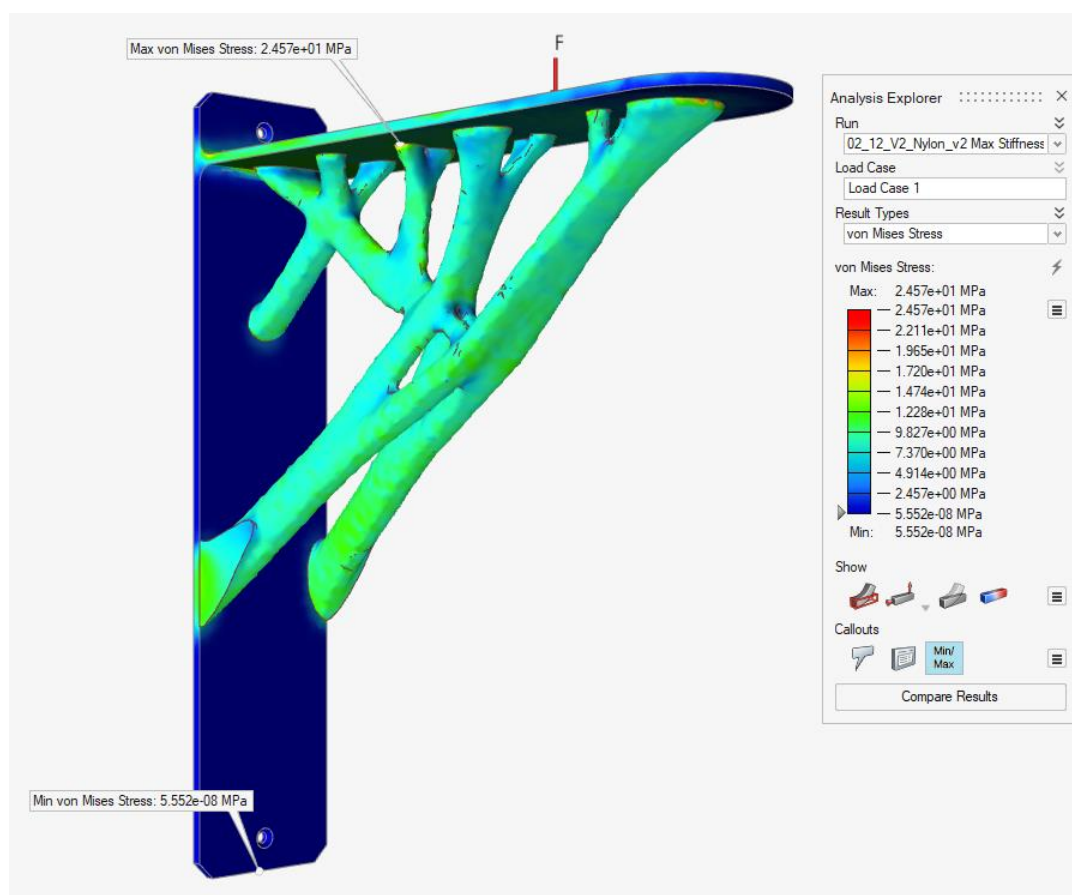 Max von Mises Stress: 2.457e+01 MPa
F
Min von Mises Stress: 5.552e-08 MPa
Analysis Explorer
Run
02_12_V2_Nylon_v2 Max Stiffness
Load Case
Load Case 1
Result Types
von Mises Stress
von Mises Stress:
Max: 2.457e+01 MPa
2.457e+01 MPa
2.211e+01 MPa
1.965e+01 MPa
1.720e+01 MPa
1.474e+01 MPa
1.228e+01 MPa
9.827e+00 MPa
7.370e+00 MPa
4.914e+00 MPa
2.457e+00 MPa
5.552e-08 MPa
Min: 5.552e-08 MPa
Show
Callouts
Min/
Max
Compare Results